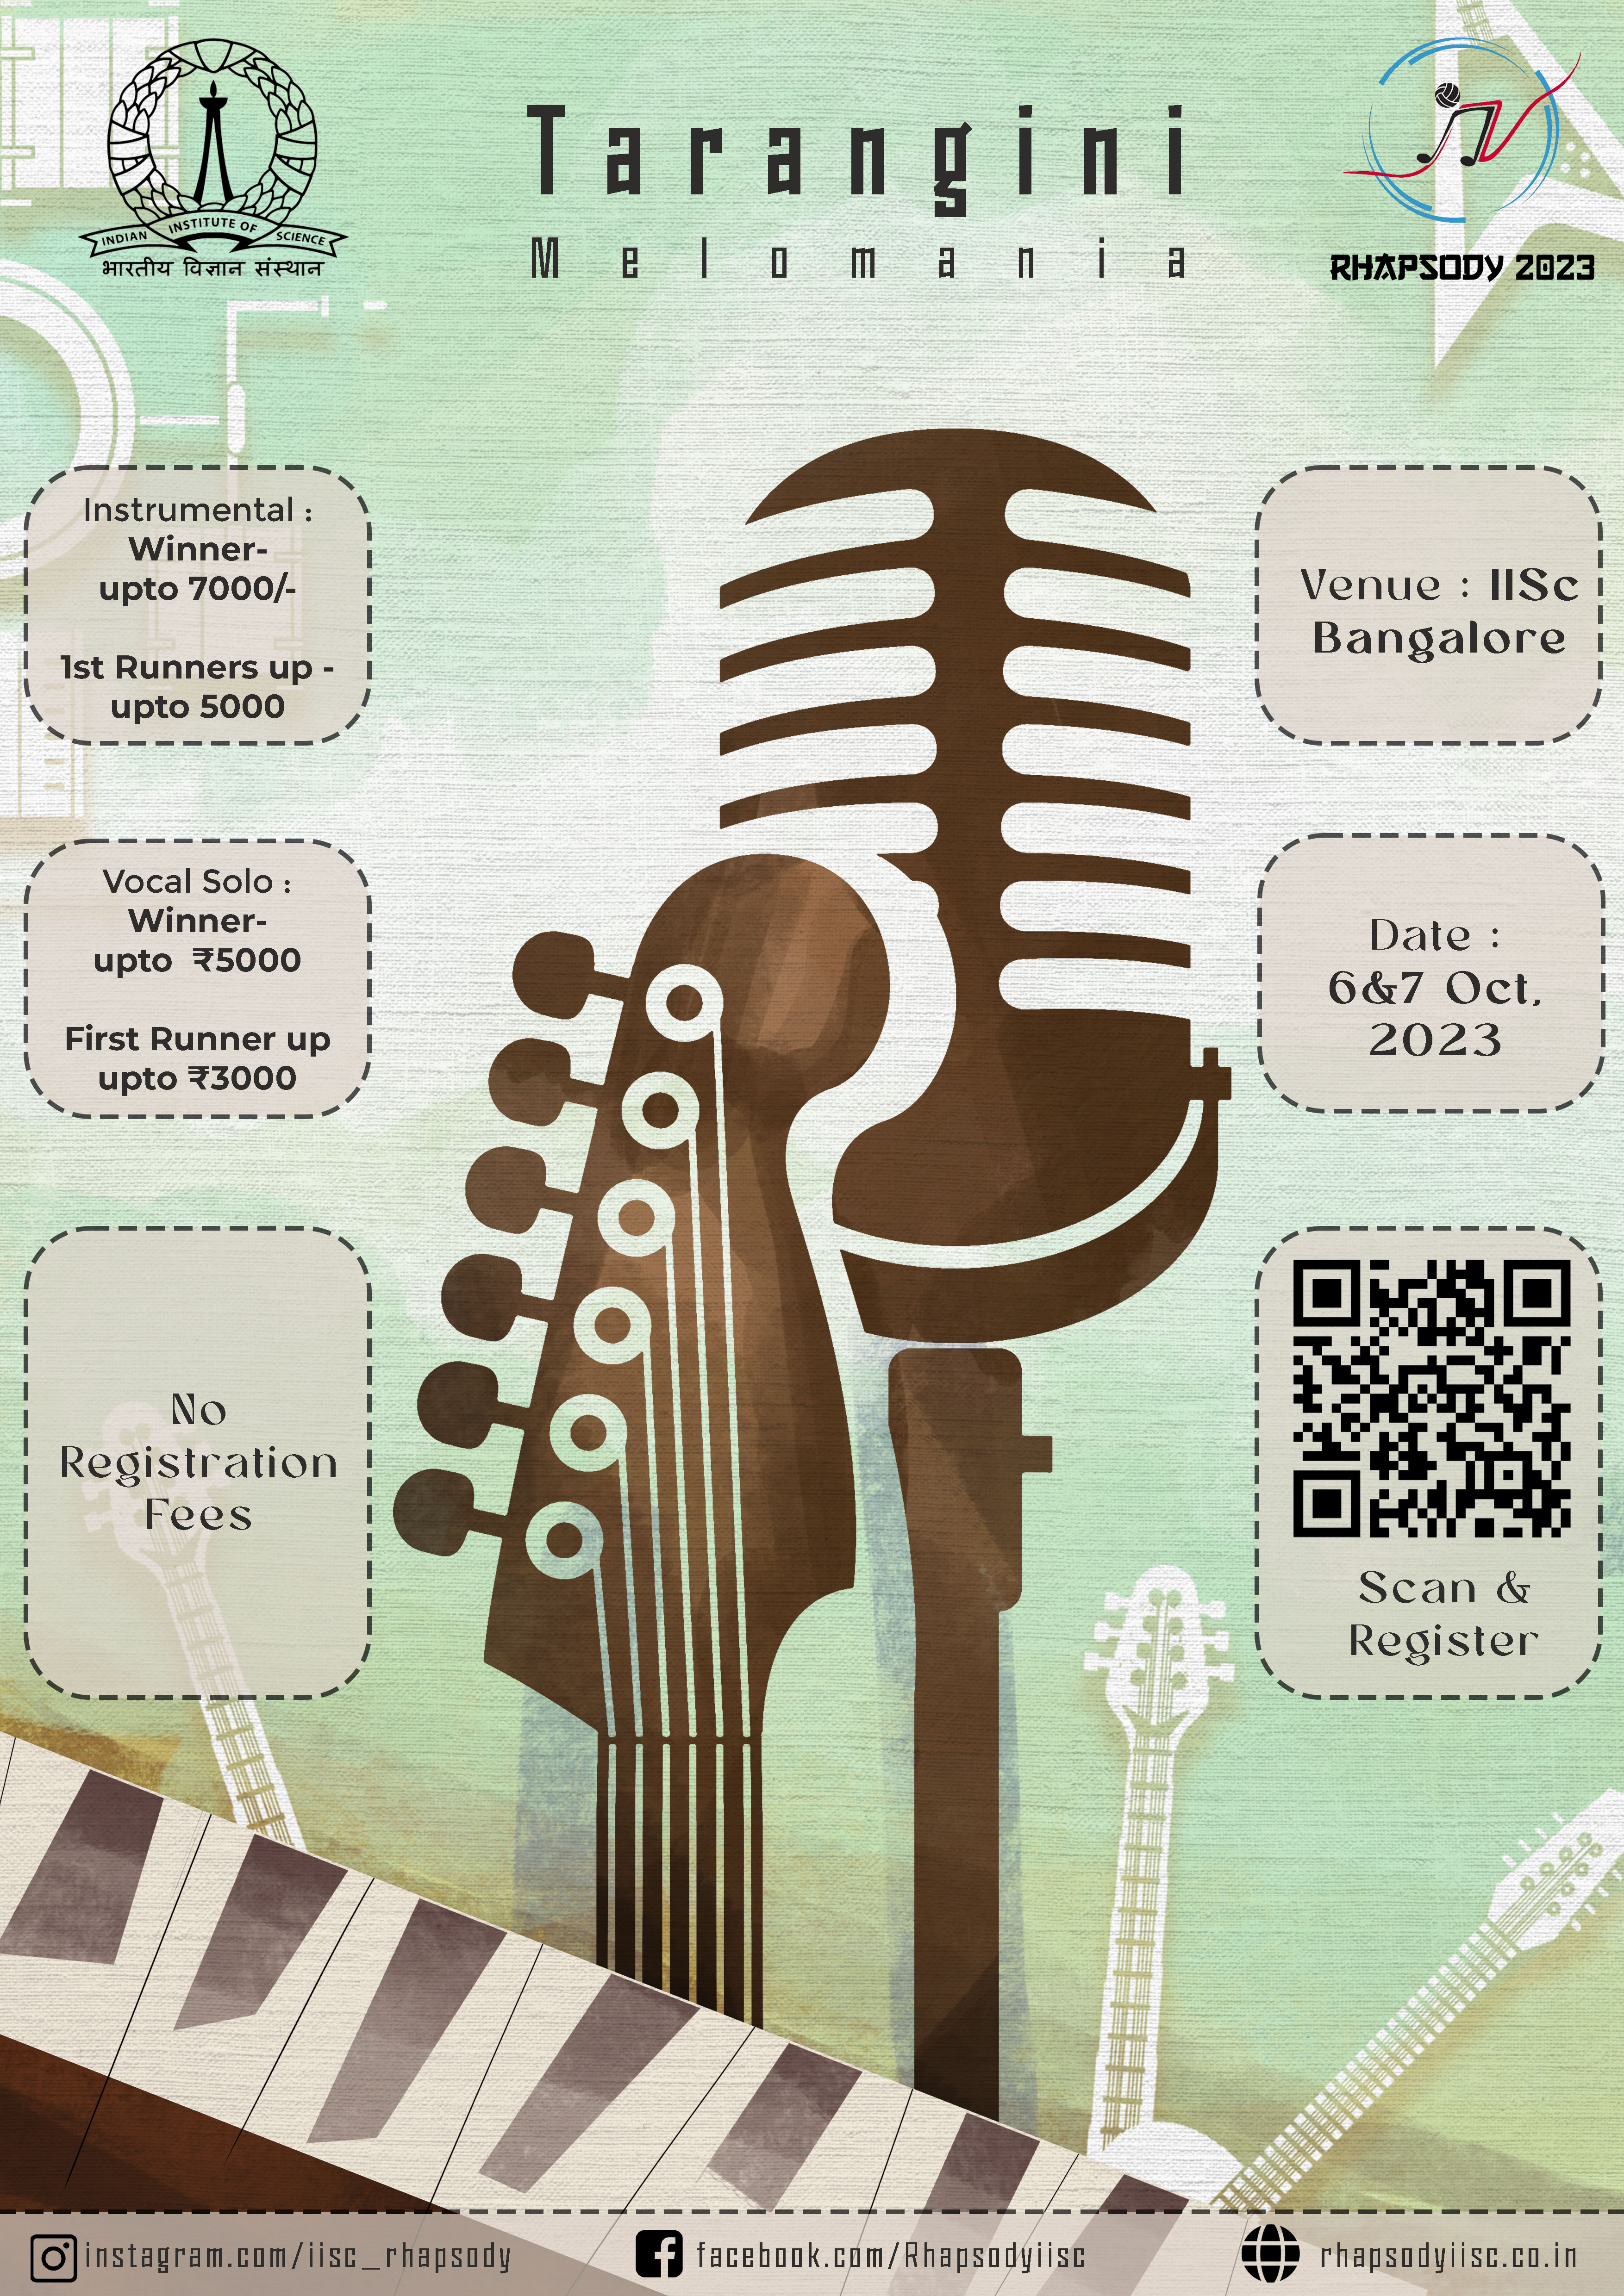 INDIAN INSTITUTE OF SCIENCE
भारतीय विज्ञान संस्थान
Tarangini
Melomania
RHAPSODY 2023
Instrumental :
Winner-
upto 7000/-
1st Runners up -
upto 5000
Venue : IISc
Bangalore
Vocal Solo :
Winner-
upto ₹5000
First Runner up
upto ₹3000
Date :
6&7 Oct,
2023
No
Registration
Fees
Scan &
Register
instagram.com/iisc_rhapsody
facebook.com/Rhapsodyiisc
rhapsodyiisc.co.in